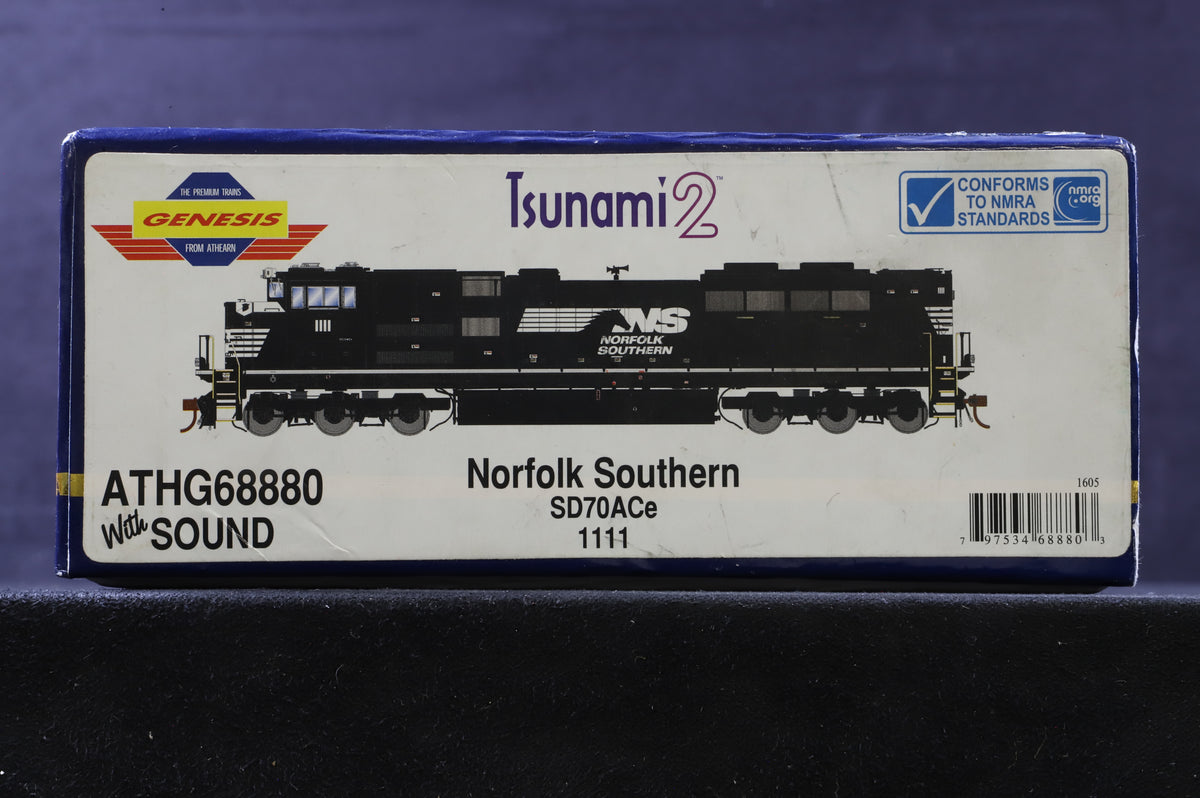 THE PREMIUM TRAINS
GENESIS
FROM ATHEARN
Tsunami2™
CONFORMS
TO NMRA
STANDARDS
nmra
.org
1111
NS
NORFOLK
SOUTHERN
ATHG68880
With SOUND
Norfolk Southern
SD70ACe
1111
1605
7 97534 68880 3